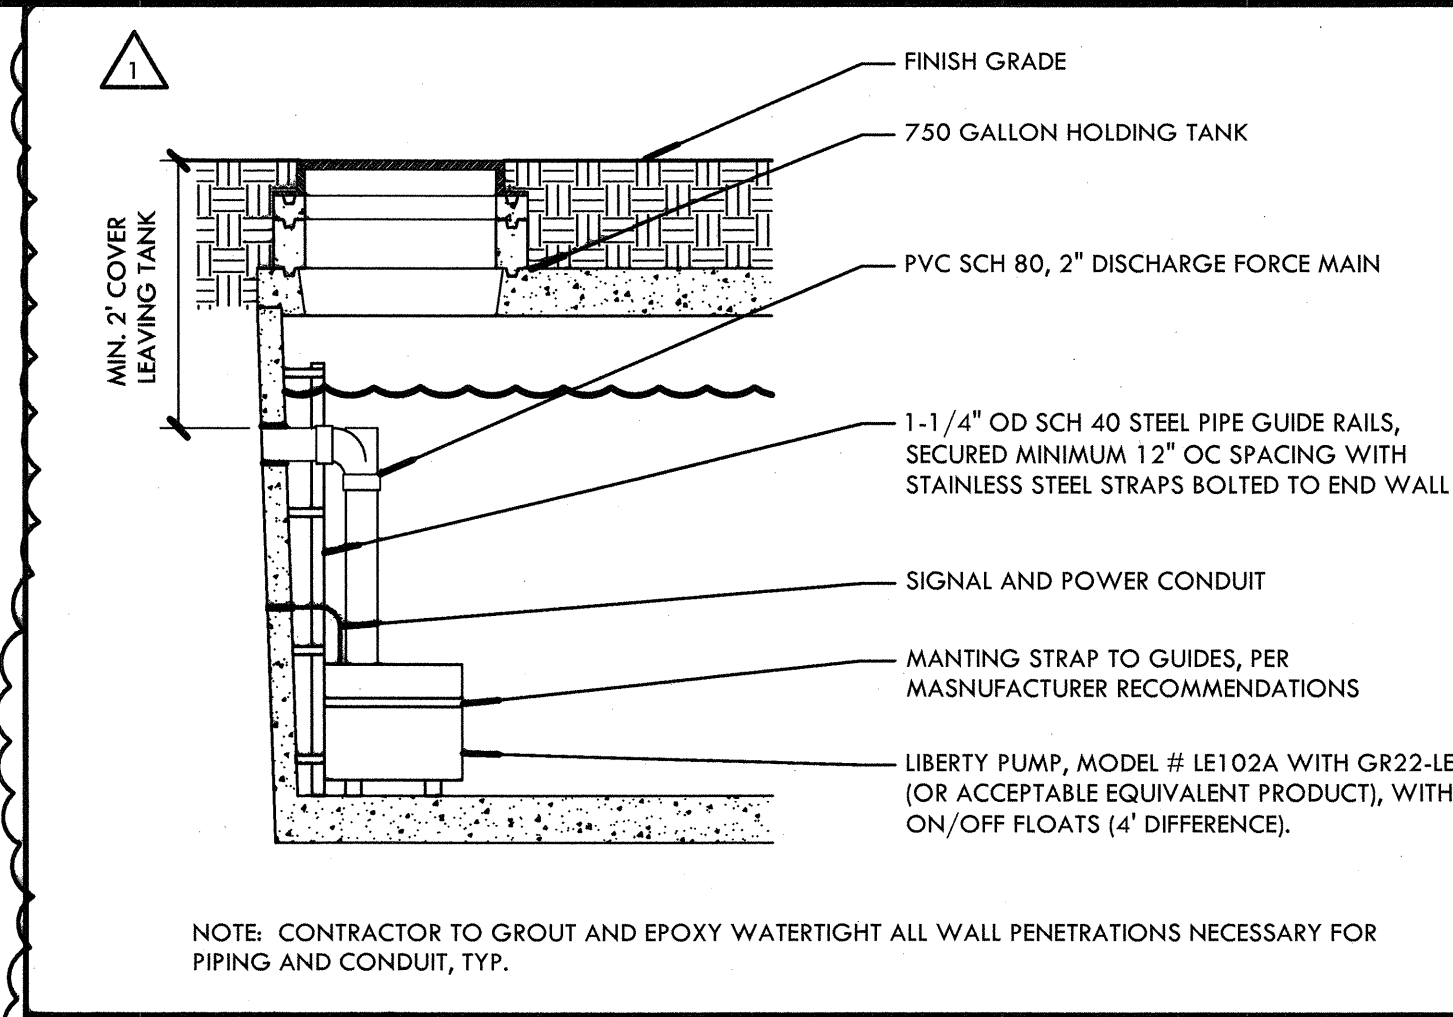 1
FINISH GRADE
750 GALLON HOLDING TANK
MIN. 2' COVER
LEAVING TANK
PVC SCH 80, 2" DISCHARGE FORCE MAIN
1-1/4" OD SCH 40 STEEL PIPE GUIDE RAILS,
SECURED MINIMUM 12" OC SPACING WITH
STAINLESS STEEL STRAPS BOLTED TO END WALL
SIGNAL AND POWER CONDUIT
MANTING STRAP TO GUIDES, PER
MASNUFACTURER RECOMMENDATIONS
LIBERTY PUMP, MODEL # LE102A WITH GR22-LE
(OR ACCEPTABLE EQUIVALENT PRODUCT), WITH
ON/OFF FLOATS (4' DIFFERENCE).
NOTE: CONTRACTOR TO GROUT AND EPOXY WATERTIGHT ALL WALL PENETRATIONS NECESSARY FOR
PIPING AND CONDUIT, TYP.